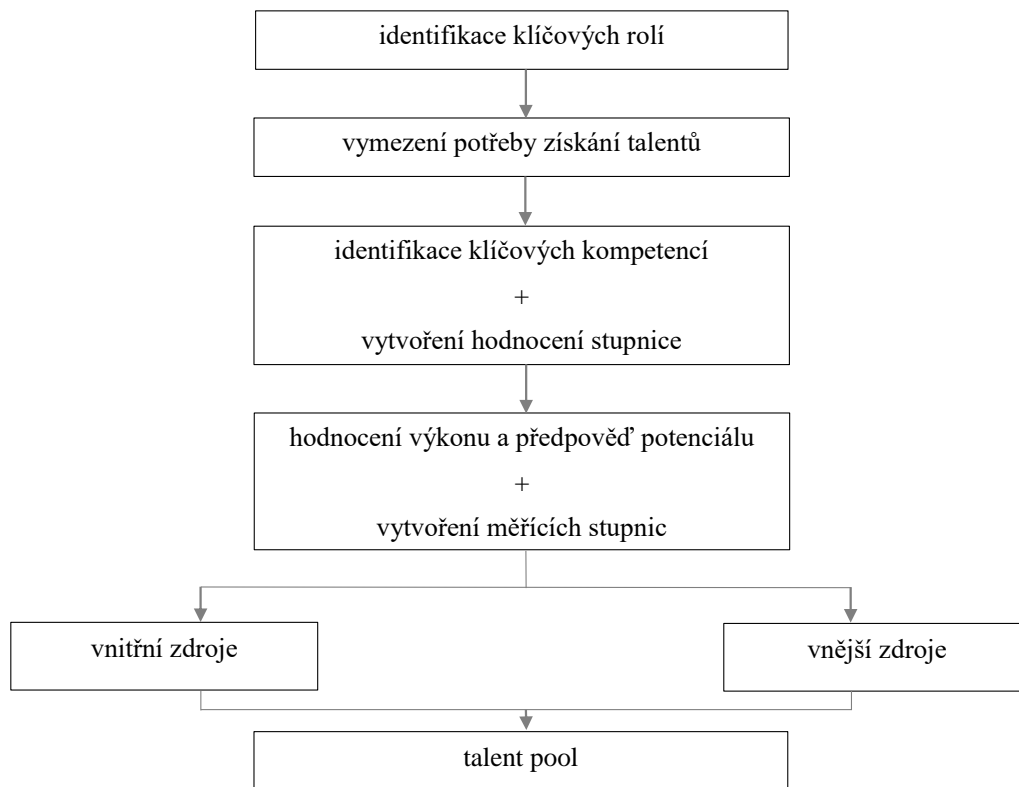 identifikace klíčových rolí
vymezení potřeby získání talentů
identifikace klíčových kompetencí
+
vytvoření hodnocení stupnice
hodnocení výkonu a předpověď potenciálu
+
vytvoření měřících stupnic
vnitřní zdroje
vnější zdroje
talent pool